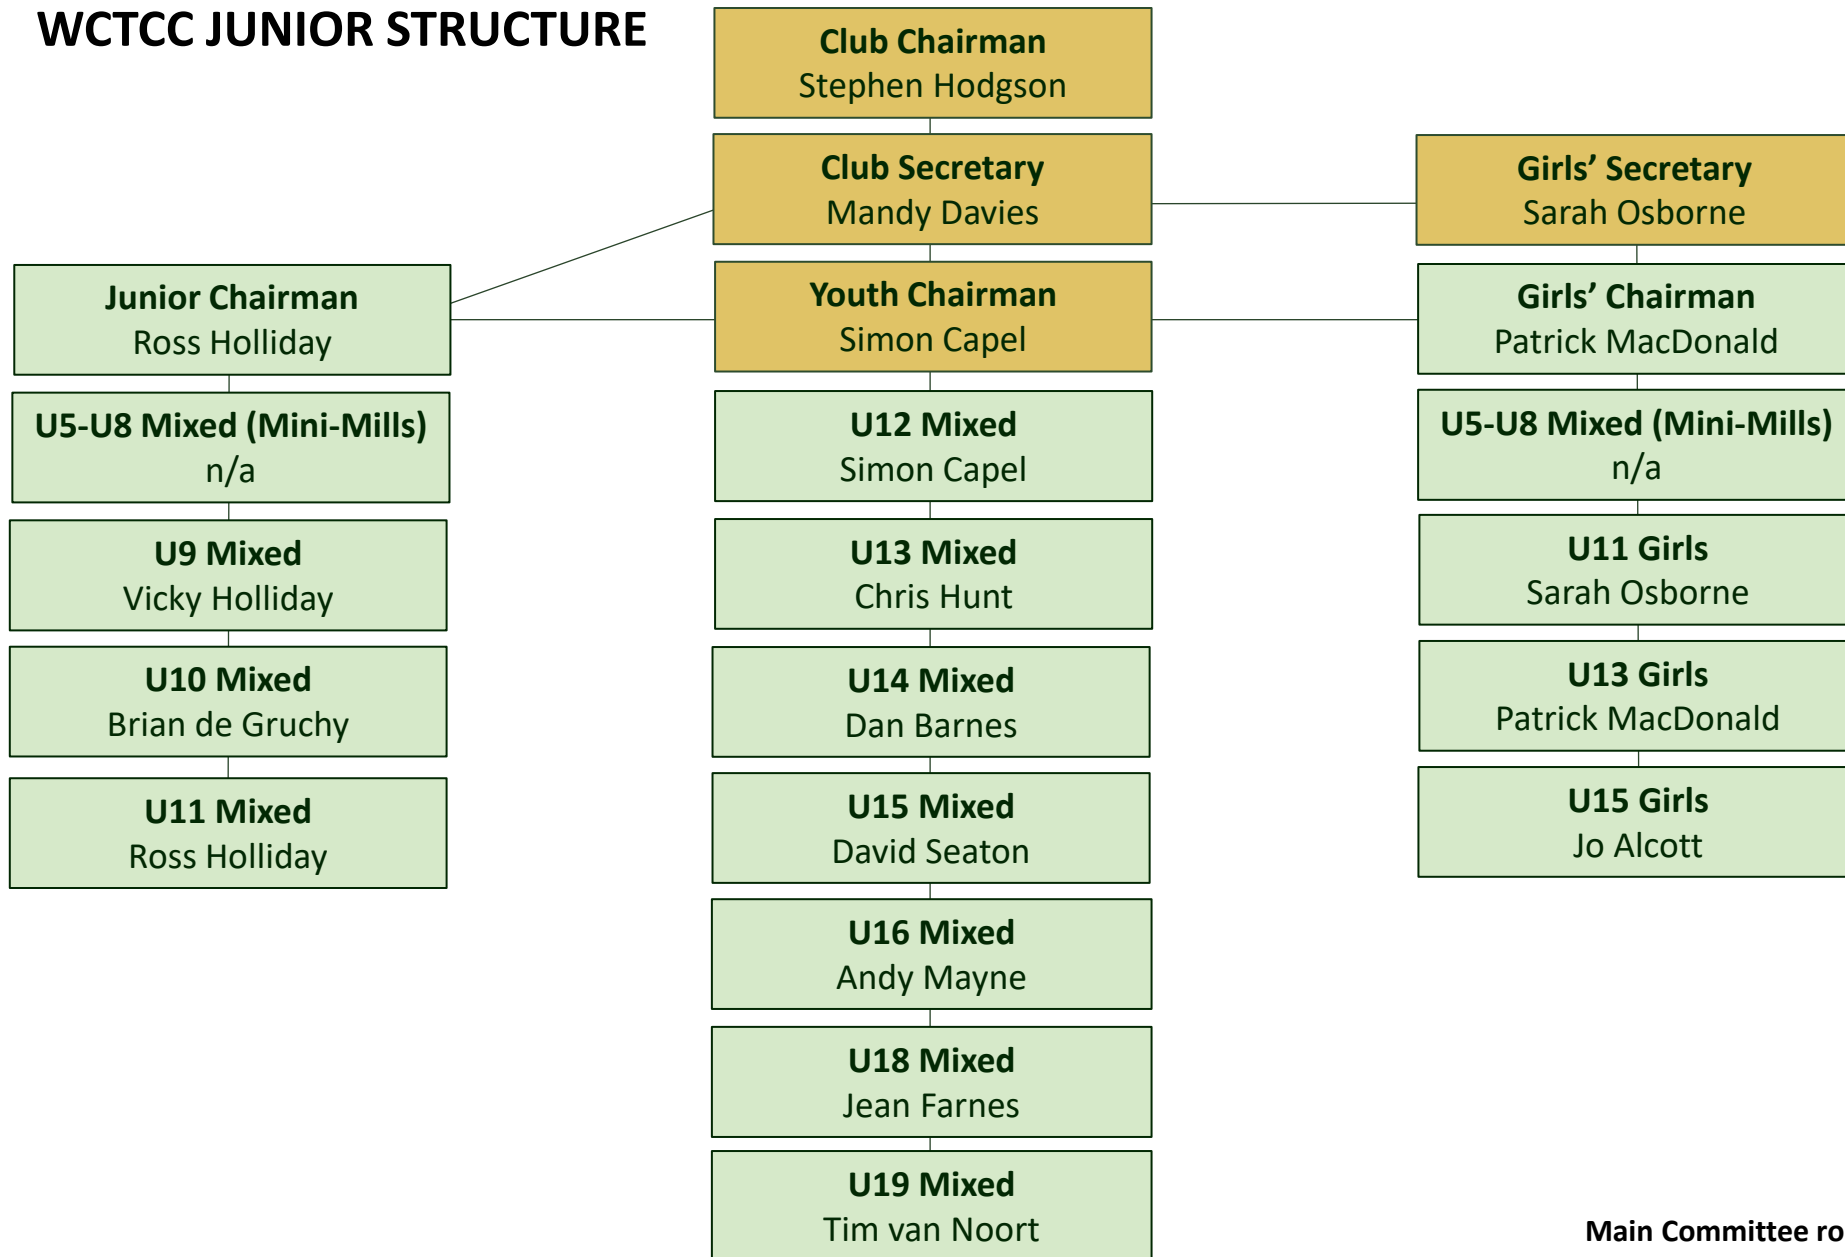 WCTCC JUNIOR STRUCTURE
Club Chairman
Stephen Hodgson
Club Secretary
Mandy Davies
Girls’ Secretary
Sarah Osborne
Junior Chairman
Ross Holliday
Youth Chairman
Simon Capel
Girls’ Chairman
Patrick MacDonald
U5-U8 Mixed (Mini-Mills)
n/a
U9 Mixed
Vicky Holliday
U10 Mixed
Brian de Gruchy
U11 Mixed
Ross Holliday
U12 Mixed
Simon Capel
U13 Mixed
Chris Hunt
U14 Mixed
Dan Barnes
U15 Mixed
David Seaton
U16 Mixed
Andy Mayne
U18 Mixed
Jean Farnes
U19 Mixed
Tim van Noort
U5-U8 Mixed (Mini-Mills)
n/a
U11 Girls
Sarah Osborne
U13 Girls
Patrick MacDonald
U15 Girls
Jo Alcott
Main Committee ro